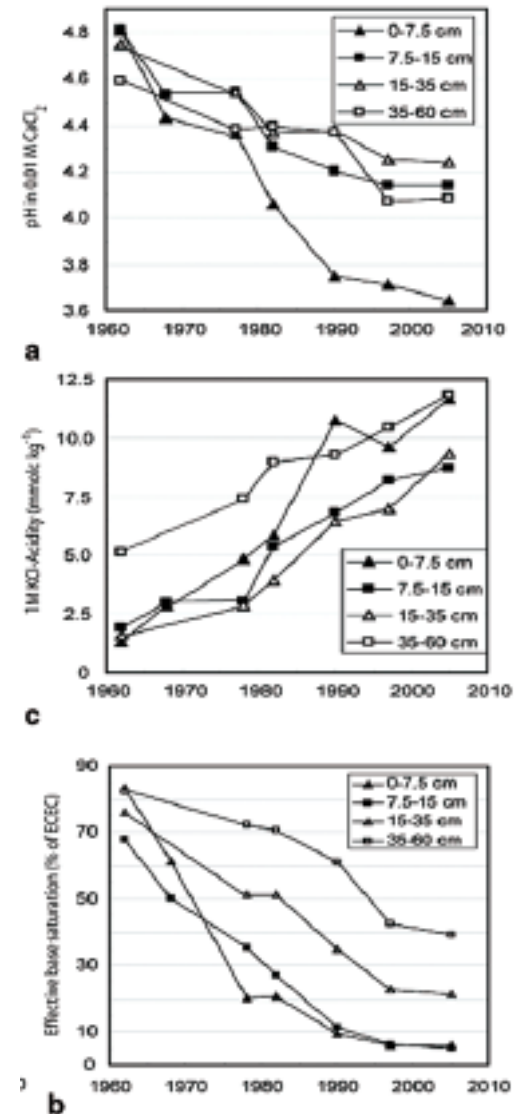 pH in 0.01 M CaCl2
4.8
4.6
4.4
4.2
4.0
3.8
3.6
0-7.5 cm
7.5-15 cm
15-35 cm
35-60 cm
1960 1970 1980 1990 2000 2010
a
1M KCl-Acidity (mmolc kg⁻¹)
12.5
10.0
7.5
5.0
2.5
0
0-7.5 cm
7.5-15 cm
15-35 cm
35-60 cm
1960 1970 1980 1990 2000 2010
c
Effective base-saturation (% of ECEC)
90
70
50
30
10
0
0-7.5 cm
7.5-15 cm
15-35 cm
35-60 cm
1960 1970 1980 1990 2000 2010
b